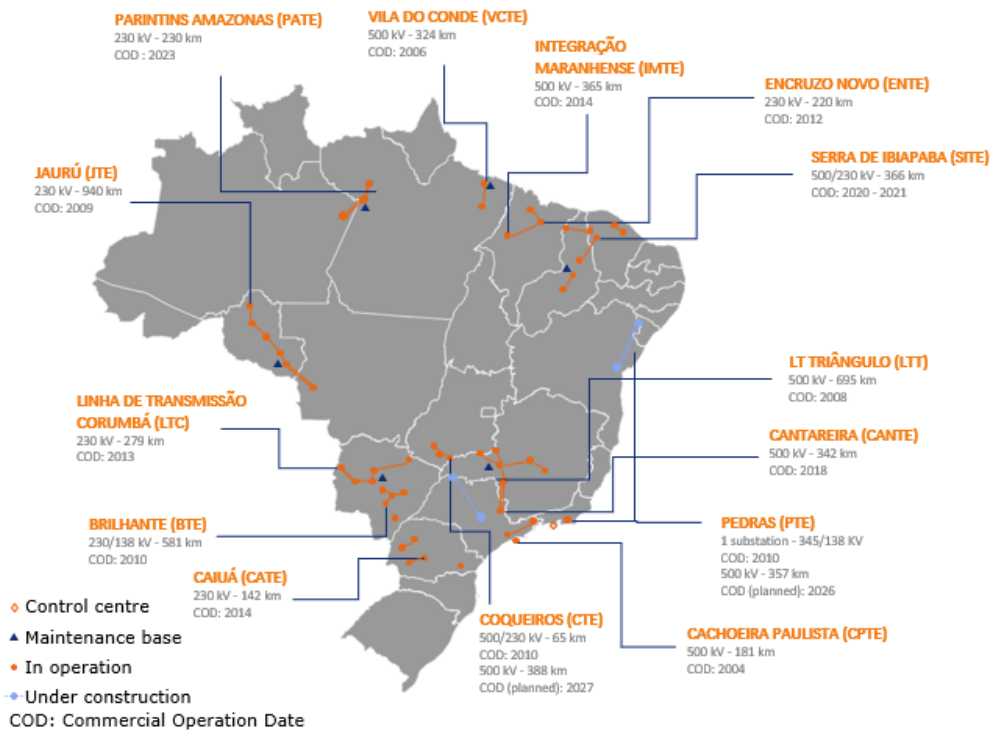 PARINTINS AMAZONAS (PATE)
230 kV - 230 km
COD : 2023
VILA DO CONDE (VCTE)
500 kV - 324 km
COD: 2006
INTEGRAÇÃO
MARANHENSE (IMTE)
500 kV - 365 km
COD: 2014
ENCRUZO NOVO (ENTE)
230 kV - 220 km
COD: 2012
SERRA DE IBIAPABA (SITE)
500/230 kV - 366 km
COD: 2020 - 2021
JAURÚ (JTE)
230 kV - 940 km
COD: 2009
LT TRIÂNGULO (LTT)
500 kV - 695 km
COD: 2008
LINHA DE TRANSMISSÃO
CORUMBÁ (LTC)
230 kV - 279 km
COD: 2013
CANTAREIRA (CANTE)
500 kV - 342 km
COD: 2018
BRILHANTE (BTE)
230/138 kV - 581 km
COD: 2010
PEDRAS (PTE)
1 substation - 345/138 KV
COD: 2010
500 kV - 357 km
COD (planned): 2026
CAIUÁ (CATE)
230 kV - 142 km
COD: 2014
COQUEIROS (CTE)
500/230 kV - 65 km
COD: 2010
500 kV - 388 km
COD (planned): 2027
CACHOEIRA PAULISTA (CPTE)
500 kV - 181 km
COD: 2004
Control centre
Maintenance base
In operation
Under construction
COD: Commercial Operation Date